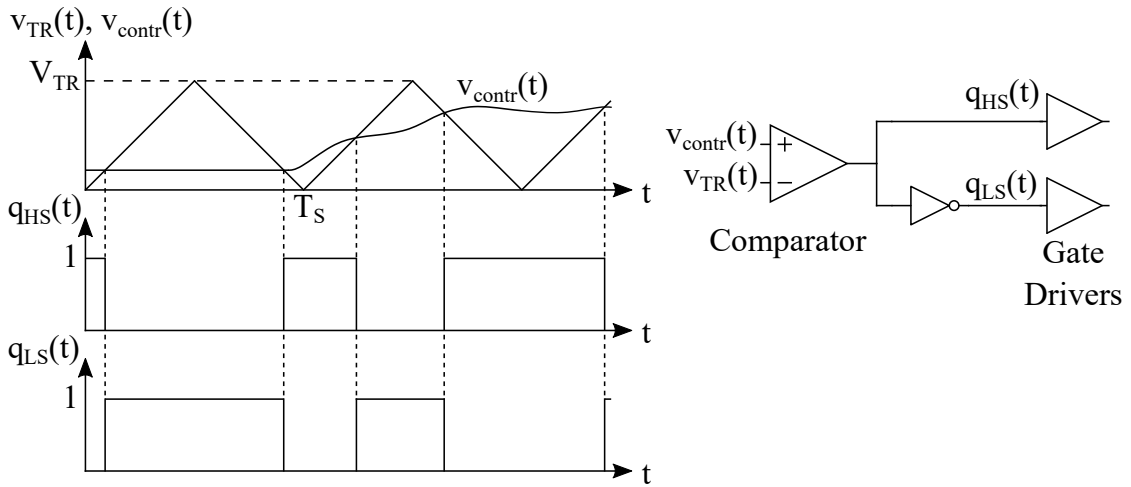 v_TR(t), v_contr(t)
V_TR
v_contr(t)
t
T_S
q_HS(t)
1
t
q_LS(t)
1
t
v_contr(t)
+
v_TR(t)
−
Comparator
q_HS(t)
q_LS(t)
Gate
Drivers